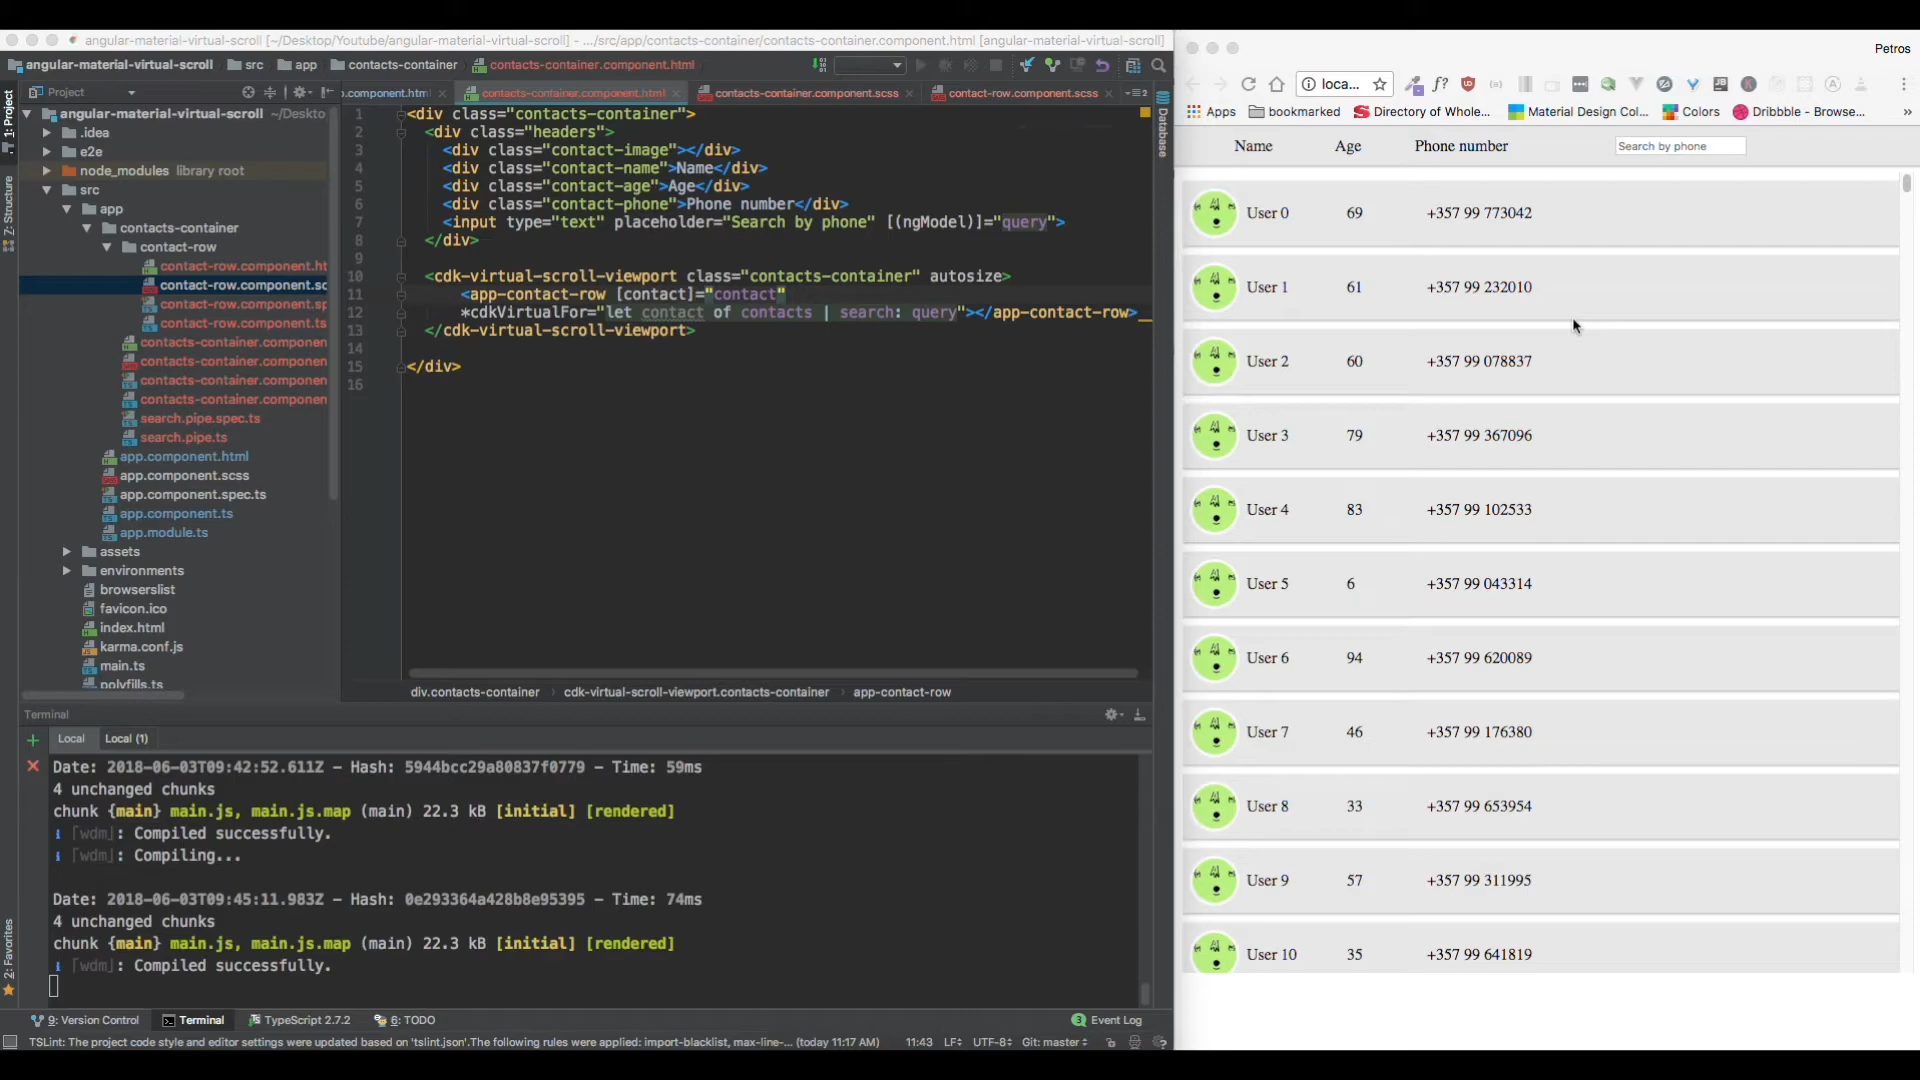 angular-material-virtual-scroll [~/Desktop/Youtube/angular-material-virtual-scroll] - .../src/app/contacts-container/contacts-container.component.html [angular-material-virtual-scroll]
angular-material-virtual-scroll src app contacts-container contacts-container.component.html
Project
angular-material-virtual-scroll ~/Deskto
.idea
e2e
node_modules library root
src
app
contacts-container
contact-row
contact-row.component.ht
contact-row.component.sc
contact-row.component.sp
contact-row.component.ts
contacts-container.componen
contacts-container.componen
contacts-container.componen
contacts-container.componen
search.pipe.spec.ts
search.pipe.ts
app.component.html
app.component.scss
app.component.spec.ts
app.component.ts
app.module.ts
assets
environments
browserslist
favicon.ico
index.html
karma.conf.js
main.ts
polyfills.ts
1: Project
7: Structure
2: Favorites
Database
).component.html contacts-container.component.html contacts-container.component.scss contact-row.component.scss
1 <div class="contacts-container">
2 <div class="headers">
3 <div class="contact-image"></div>
4 <div class="contact-name">Name</div>
5 <div class="contact-age">Age</div>
6 <div class="contact-phone">Phone number</div>
7 <input type="text" placeholder="Search by phone" [(ngModel)]="query">
8 </div>
9
10 <cdk-virtual-scroll-viewport class="contacts-container" autosize>
11 <app-contact-row [contact]="contact"
12 *cdkVirtualFor="let contact of contacts | search: query"></app-contact-row>
13 </cdk-virtual-scroll-viewport>
14
15 </div>
16
div.contacts-container cdk-virtual-scroll-viewport.contacts-container app-contact-row
Terminal
Local Local (1)
Date: 2018-06-03T09:42:52.611Z - Hash: 5944bcc29a80837f0779 - Time: 59ms
4 unchanged chunks
chunk {main} main.js, main.js.map (main) 22.3 kB [initial] [rendered]
i ｢wdm｣: Compiled successfully.
i ｢wdm｣: Compiling...
Date: 2018-06-03T09:45:11.983Z - Hash: 0e293364a428b8e95395 - Time: 74ms
4 unchanged chunks
chunk {main} main.js, main.js.map (main) 22.3 kB [initial] [rendered]
i ｢wdm｣: Compiled successfully.
9: Version Control Terminal TypeScript 2.7.2 6: TODO 3 Event Log
TSLint: The project code style and editor settings were updated based on 'tslint.json'.The following rules were applied: import-blacklist, max-line-... (today 11:17 AM) 11:43 LF UTF-8 Git: master
Petros
loca...
f?
Apps bookmarked Directory of Whole... Material Design Col... Colors Dribbble - Browse... »
Name Age Phone number Search by phone
User 0 69 +357 99 773042
User 1 61 +357 99 232010
User 2 60 +357 99 078837
User 3 79 +357 99 367096
User 4 83 +357 99 102533
User 5 6 +357 99 043314
User 6 94 +357 99 620089
User 7 46 +357 99 176380
User 8 33 +357 99 653954
User 9 57 +357 99 311995
User 10 35 +357 99 641819